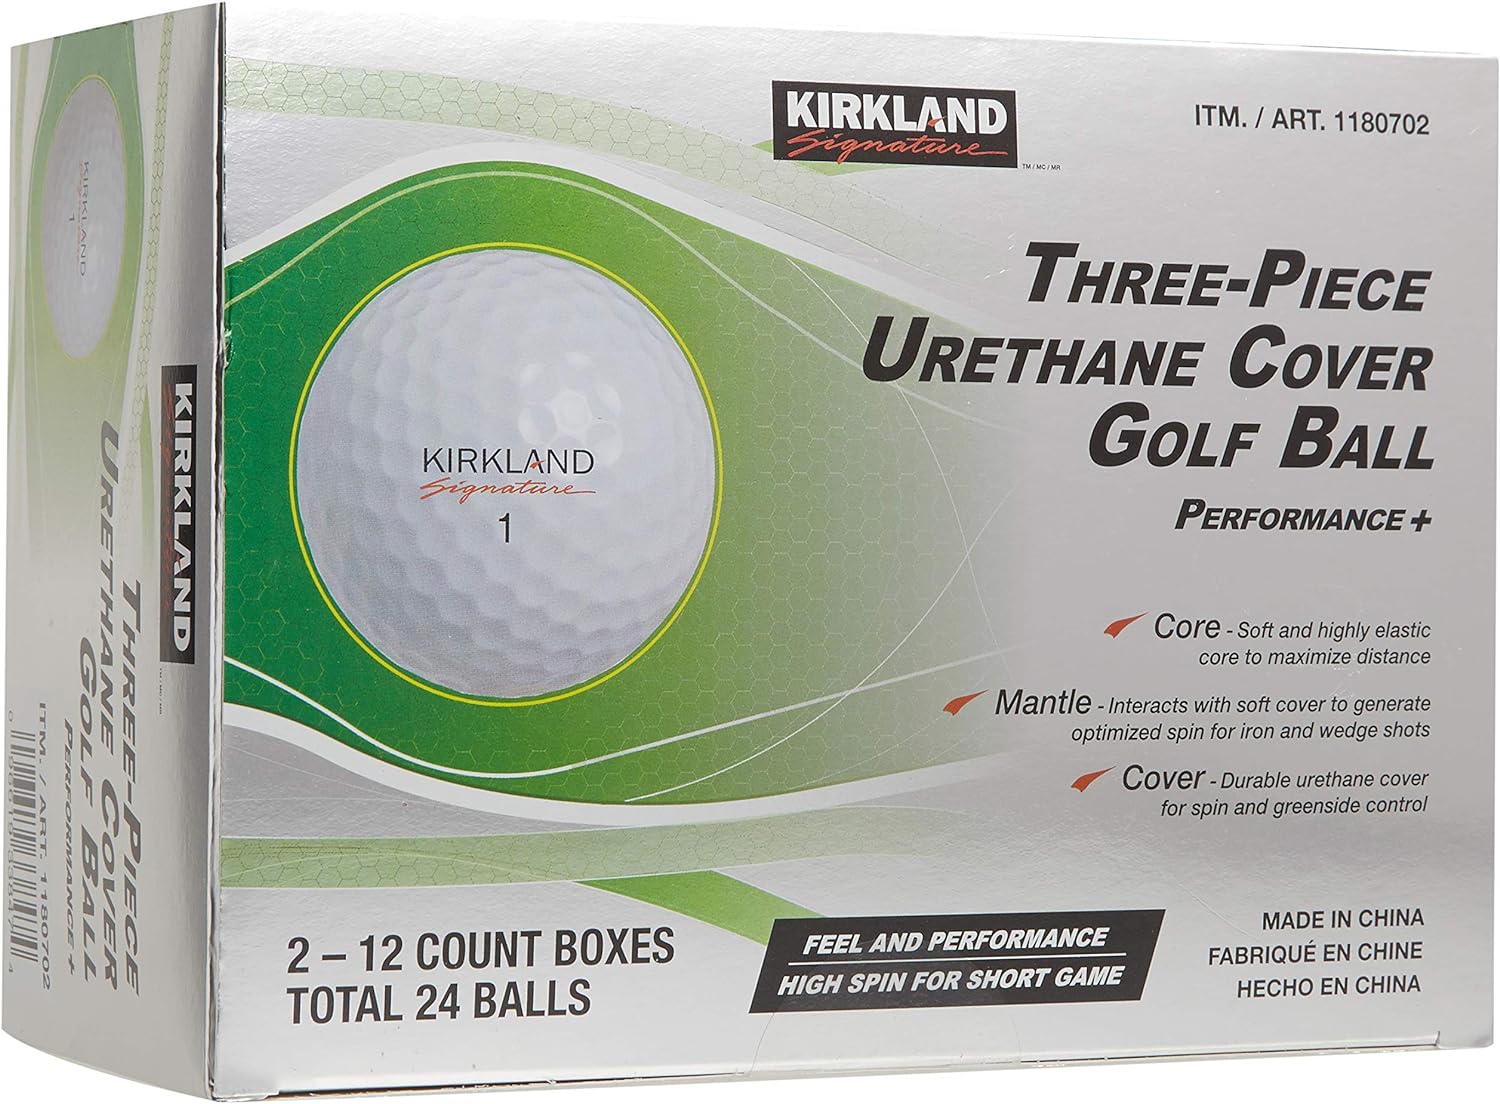 KIRKLAND
Signature
TM / MC / MR
ITM. / ART. 1180702
THREE-PIECE
URETHANE COVER
GOLF BALL
PERFORMANCE +
KIRKLAND
Signature
1
Core - Soft and highly elastic
core to maximize distance
Mantle - Interacts with soft cover to generate
optimized spin for iron and wedge shots
Cover - Durable urethane cover
for spin and greenside control
2 – 12 COUNT BOXES
TOTAL 24 BALLS
FEEL AND PERFORMANCE
HIGH SPIN FOR SHORT GAME
MADE IN CHINA
FABRIQUÉ EN CHINE
HECHO EN CHINA
KIRKLAND
Signature
1
KIRKLAND
Signature
THREE-PIECE
URETHANE COVER
GOLF BALL
PERFORMANCE +
ITM. / ART. 1180702